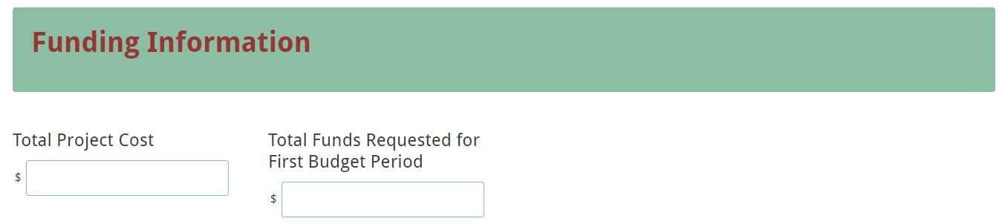 Funding Information
Total Project Cost
$
Total Funds Requested for
First Budget Period
$